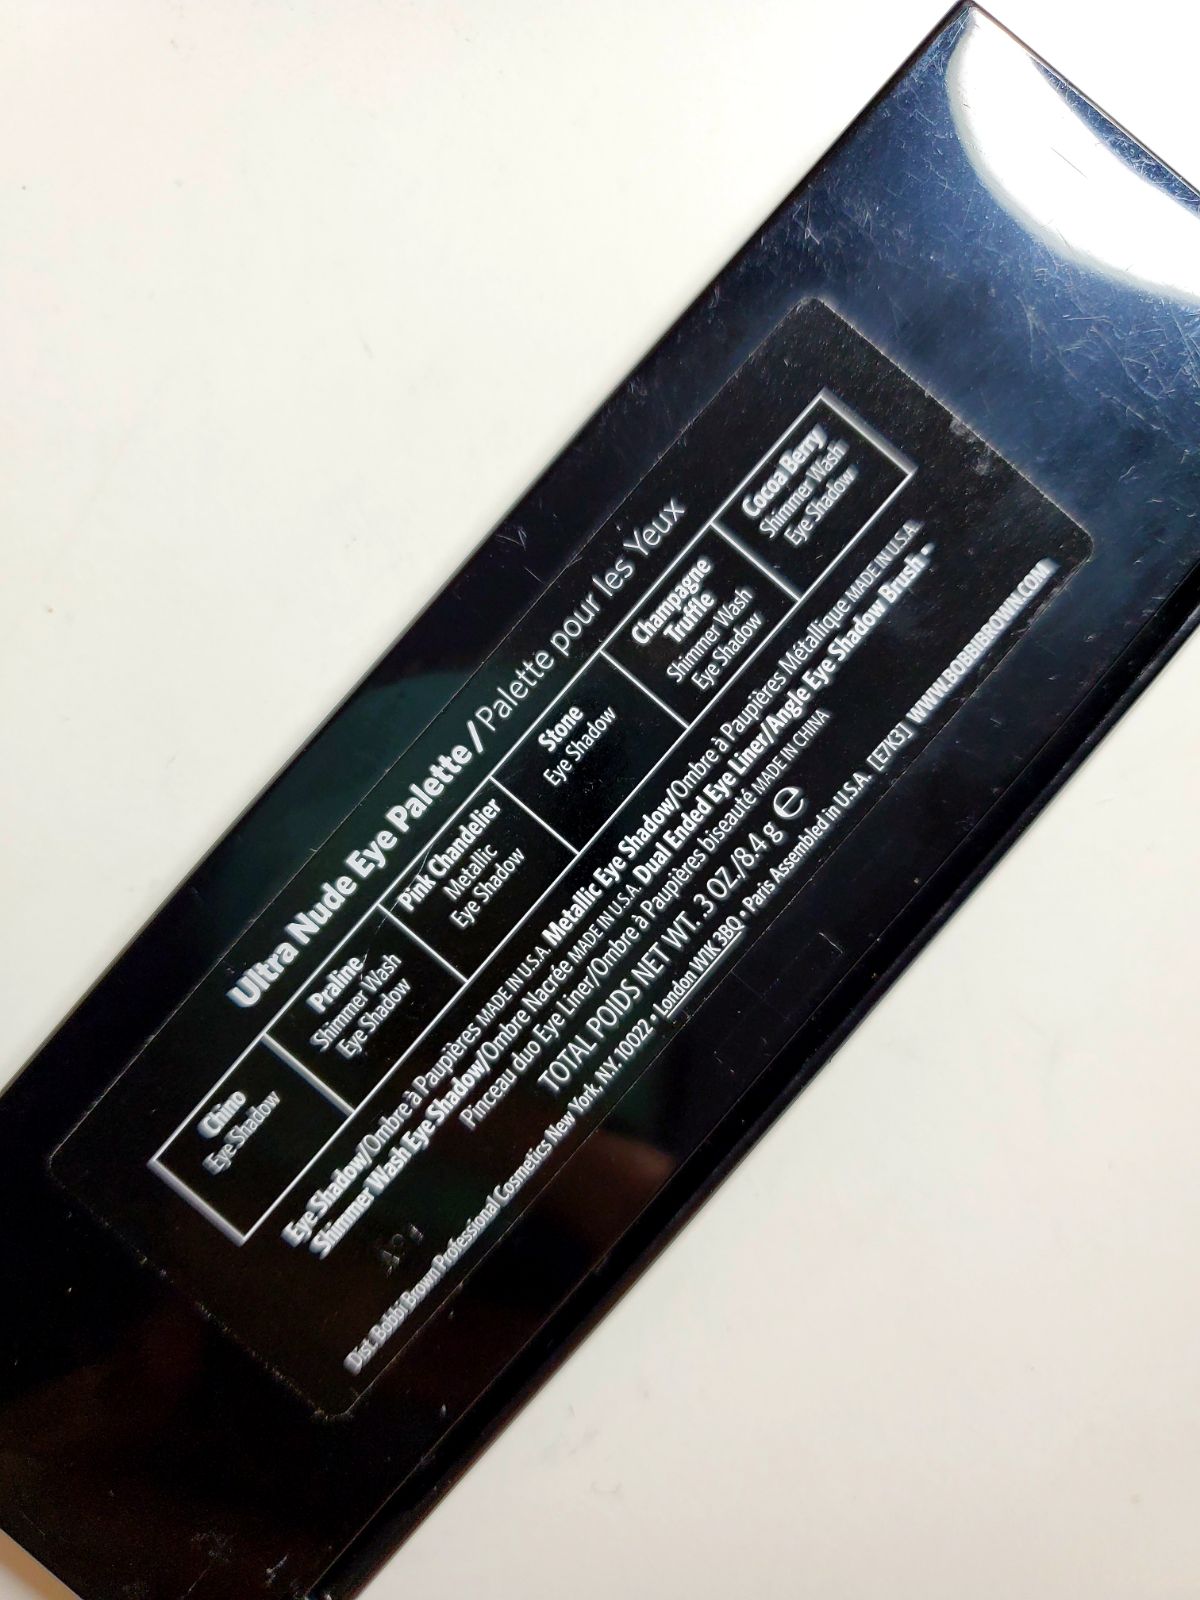 Ultra Nude Eye Palette / Palette pour les Yeux
Chino
Eye Shadow
Praline
Shimmer Wash
Eye Shadow
Pink Chandelier
Metallic
Eye Shadow
Stone
Eye Shadow
Champagne
Truffle
Shimmer Wash
Eye Shadow
Cocoa Berry
Shimmer Wash
Eye Shadow
Eye Shadow/Ombre à Paupières MADE IN U.S.A. Metallic Eye Shadow/Ombre à Paupières Métallique MADE IN U.S.A.
Shimmer Wash Eye Shadow/Ombre Nacrée MADE IN U.S.A. Dual Ended Eye Liner/Angle Eye Shadow Brush •
Pinceau duo Eye Liner/Ombre à Paupières biseauté MADE IN CHINA
TOTAL POIDS NET WT. .3 OZ./8.4 g ℮
Dist. Bobbi Brown Professional Cosmetics New York, N.Y. 10022 • London W1K 3BQ • Paris Assembled in U.S.A. [E7K3] WWW.BOBBIBROWN.COM